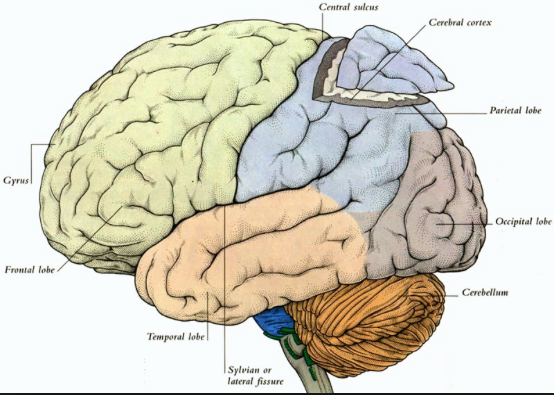 Central sulcus
Cerebral cortex
Parietal lobe
Gyrus
Occipital lobe
Frontal lobe
Cerebellum
Temporal lobe
Sylvian or
lateral fissure